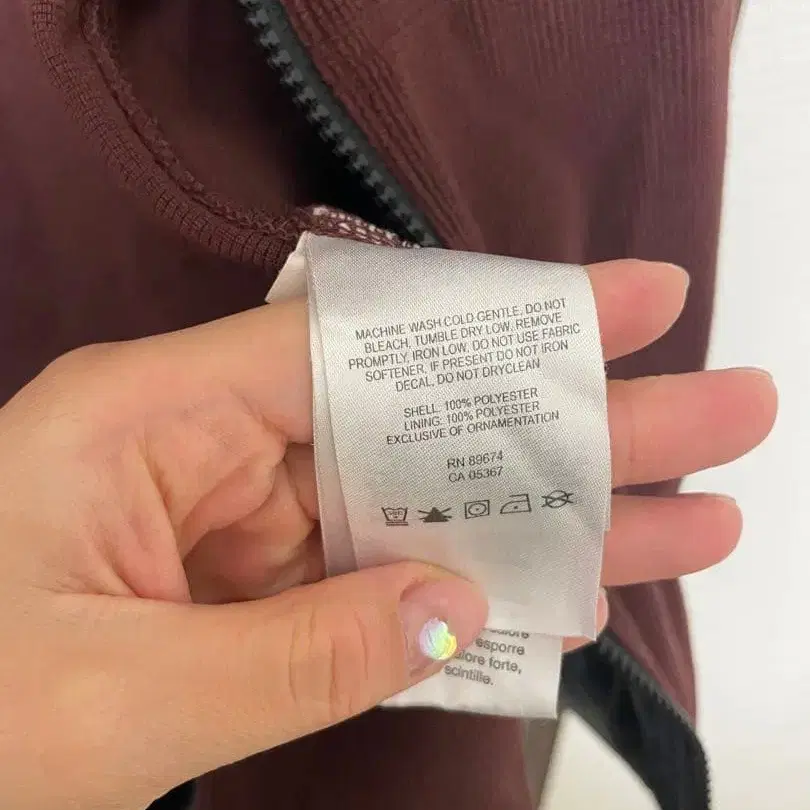 MACHINE WASH COLD GENTLE, DO NOT
BLEACH, TUMBLE DRY LOW, REMOVE
PROMPTLY, IRON LOW, DO NOT USE FABRIC
SOFTENER, IF PRESENT DO NOT IRON
DECAL, DO NOT DRYCLEAN
SHELL: 100% POLYESTER
LINING: 100% POLYESTER
EXCLUSIVE OF ORNAMENTATION
RN 89674
CA 05367
esporre
forte,
scintille.